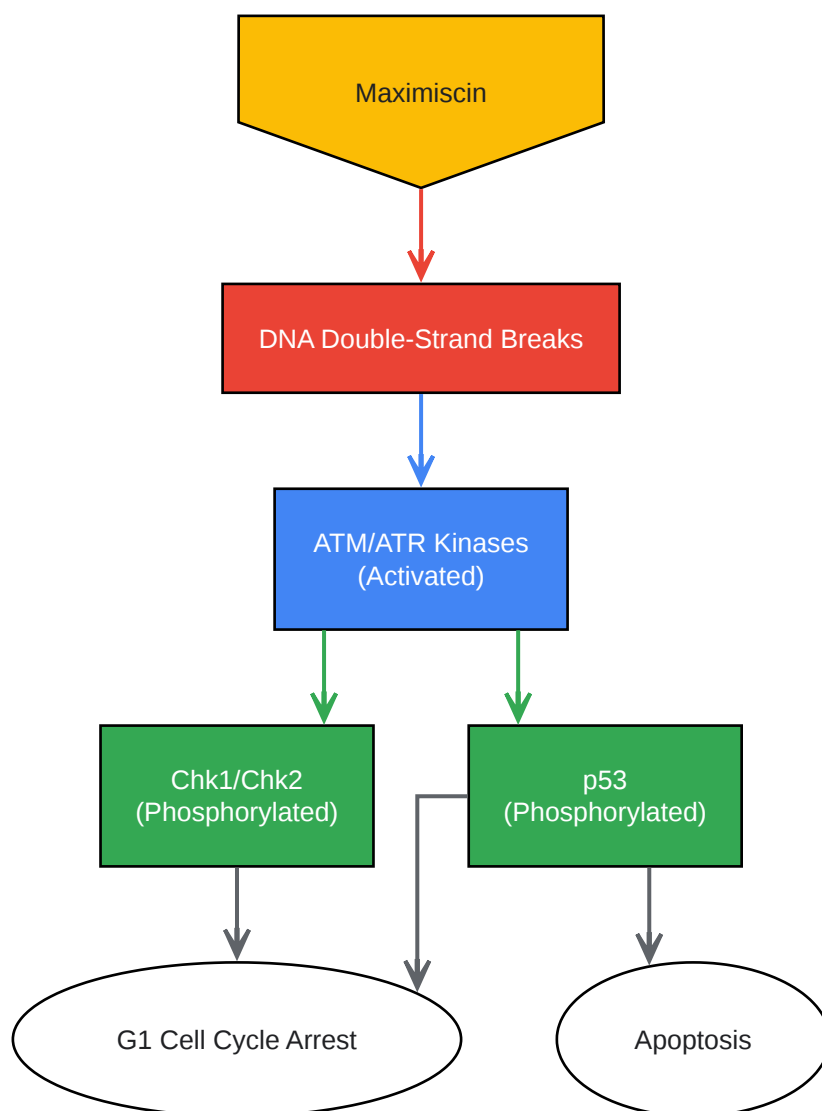 Maximiscin
DNA Double-Strand Breaks
ATM/ATR Kinases
(Activated)
Chk1/Chk2
(Phosphorylated)
p53
(Phosphorylated)
G1 Cell Cycle Arrest
Apoptosis